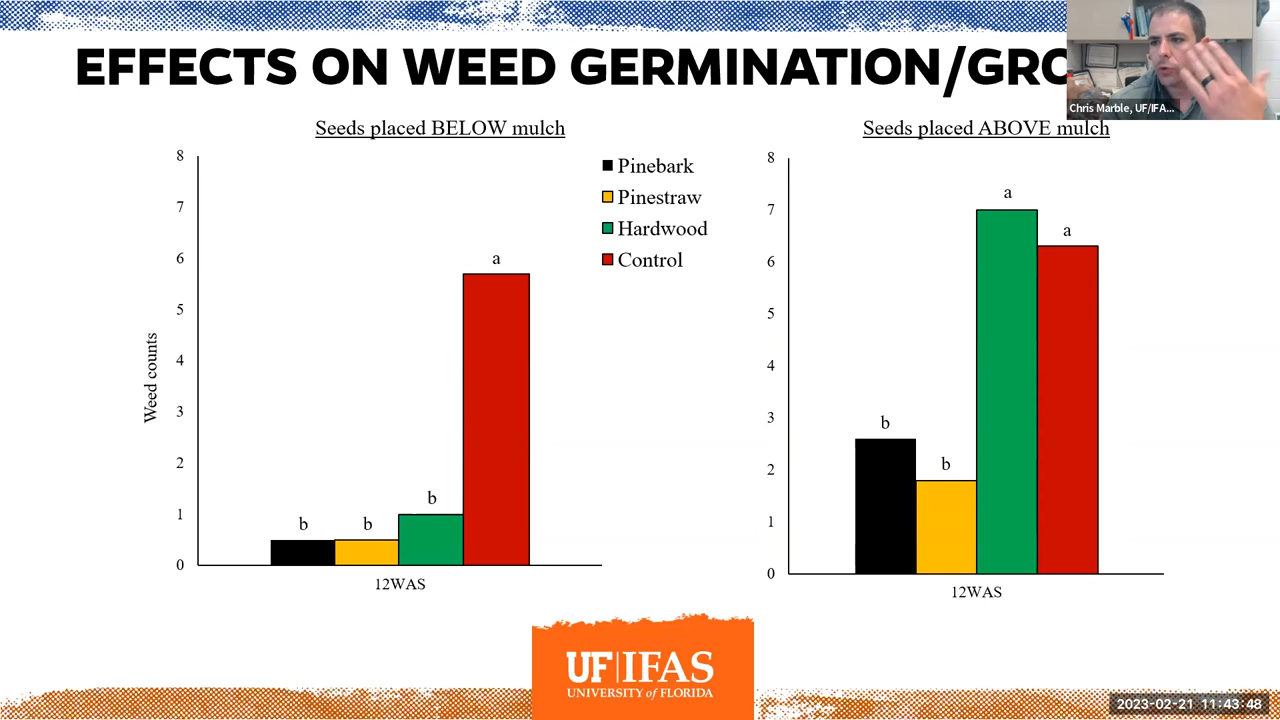 EFFECTS ON WEED GERMINATION/GRO
Chris Marble, UF/IFA...
Seeds placed BELOW mulch
8
7
6
5
4
3
2
1
0
Weed counts
b
b
b
a
12WAS
Pinebark
Pinestraw
Hardwood
Control
Seeds placed ABOVE mulch
8
7
6
5
4
3
2
1
0
b
b
a
a
12WAS
UF|IFAS
UNIVERSITY of FLORIDA
2023-02-21 11:43:48